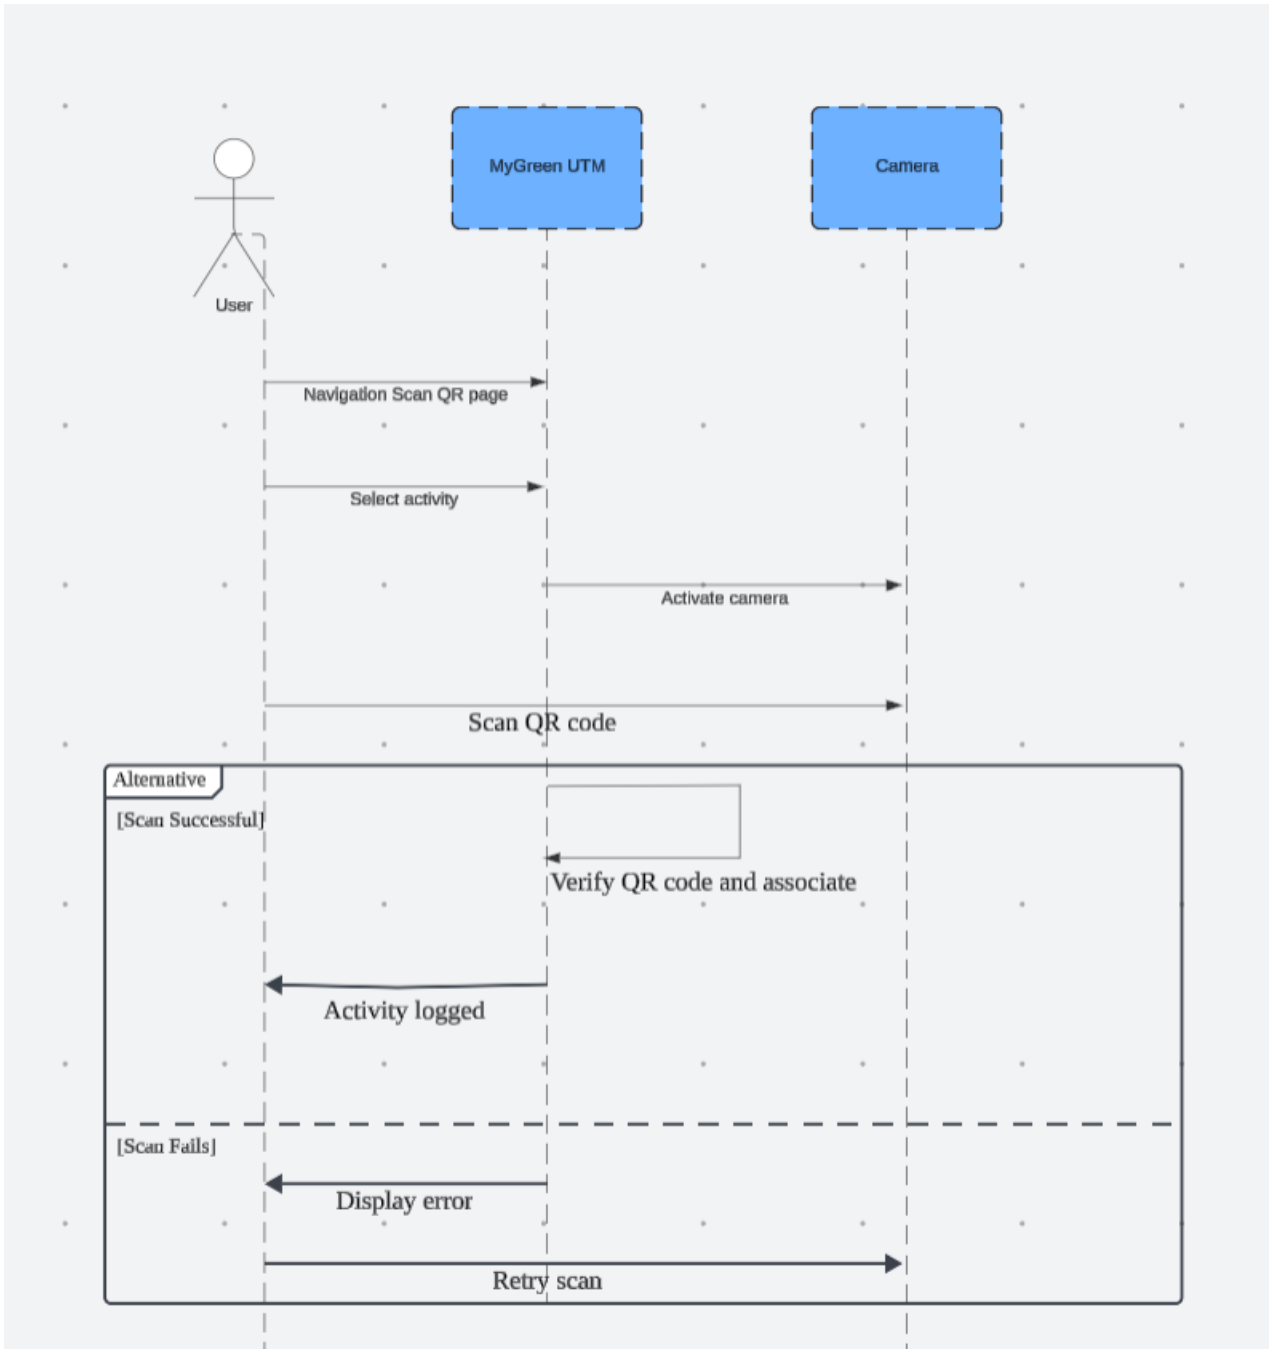 MyGreen UTM
Camera
User
Navigation Scan QR page
Select activity
Activate camera
Scan QR code
Alternative
[Scan Successful]
Verify QR code and associate
Activity logged
[Scan Fails]
Display error
Retry scan